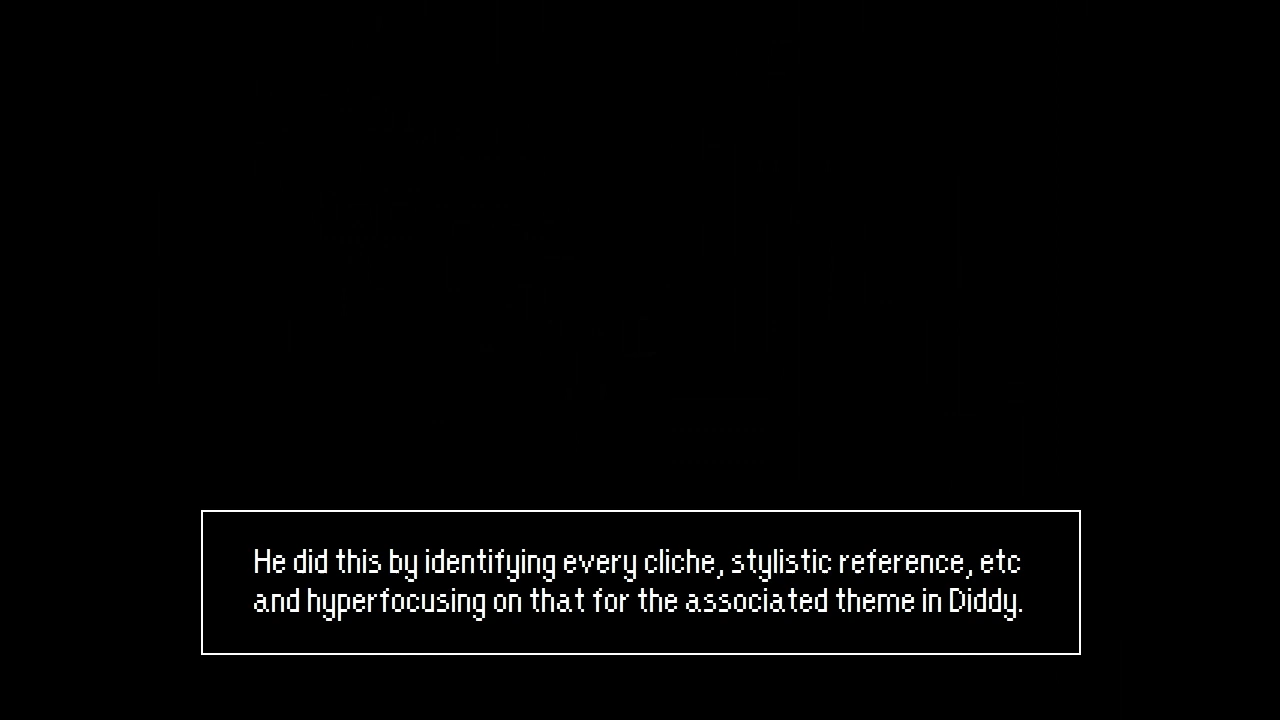 He did this by identifying every cliche, stylistic reference, etc
and hyperfocusing on that for the associated theme in Diddy.